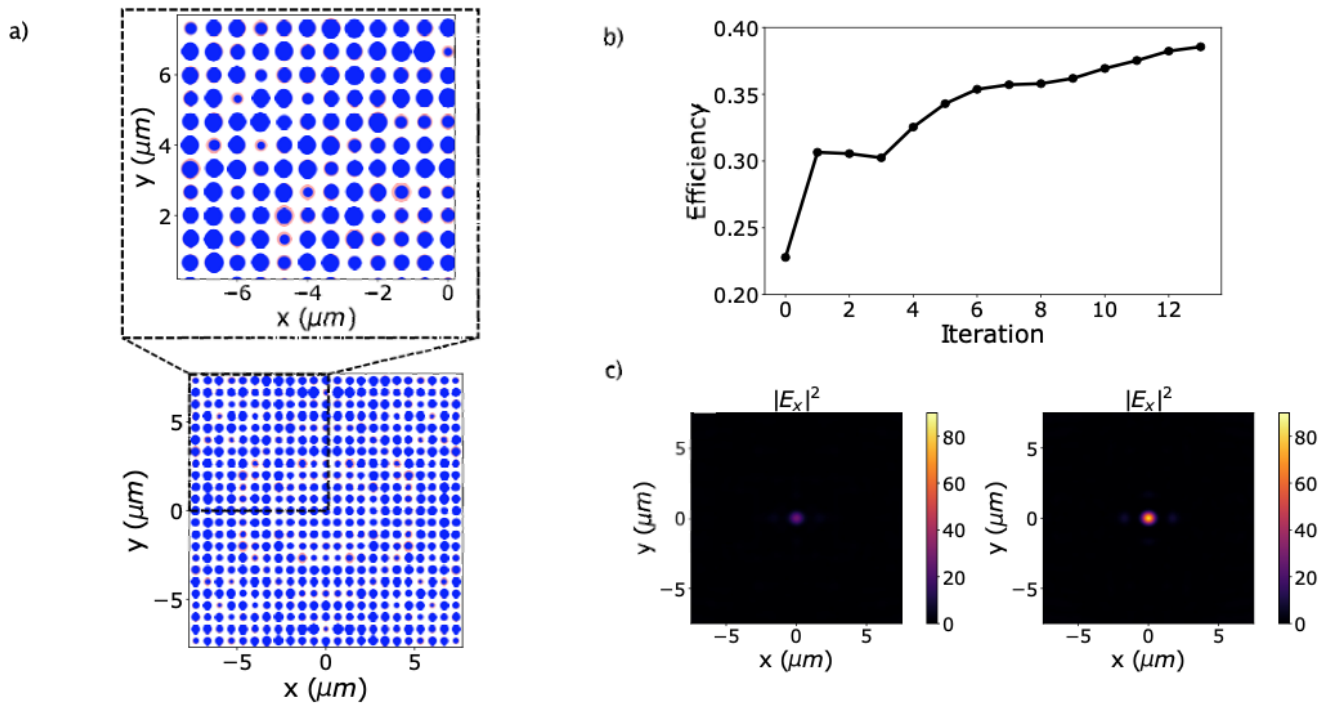 a)
6
4
2
y (μm)
−6 −4 −2 0
x (μm)
5
0
−5
y (μm)
−5 0 5
x (μm)
b)
0.40
0.35
0.30
0.25
0.20
Efficiency
0 2 4 6 8 10 12
Iteration
c)
|E_x|²
5
0
−5
y (μm)
−5 0 5
x (μm)
80
60
40
20
0
|E_x|²
5
0
−5
y (μm)
−5 0 5
x (μm)
80
60
40
20
0